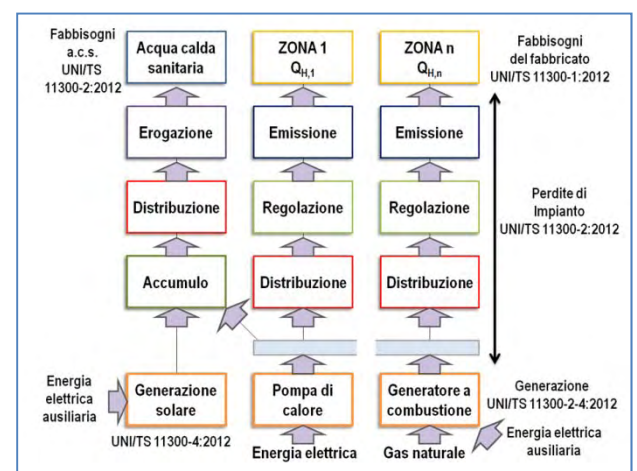 Fabbisogni
a.c.s.
UNI/TS
11300-2:2012
Acqua calda
sanitaria
ZONA 1
QH,1
ZONA n
QH,n
Fabbisogni
del fabbricato
UNI/TS 11300-1:2012
Erogazione
Emissione
Emissione
Distribuzione
Regolazione
Regolazione
Perdite di
Impianto
UNI/TS 11300-2:2012
Accumulo
Distribuzione
Distribuzione
Energia
elettrica
ausiliaria
Generazione
solare
Pompa di
calore
Generatore a
combustione
Generazione
UNI/TS 11300-2-4:2012
UNI/TS 11300-4:2012
Energia elettrica
Gas naturale
Energia elettrica
ausiliaria